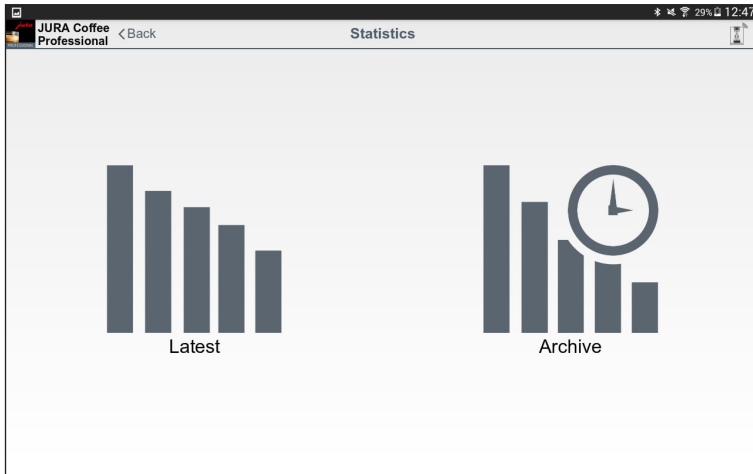 29% 12:47
JURA Coffee
Professional
Back
Statistics
Latest
Archive